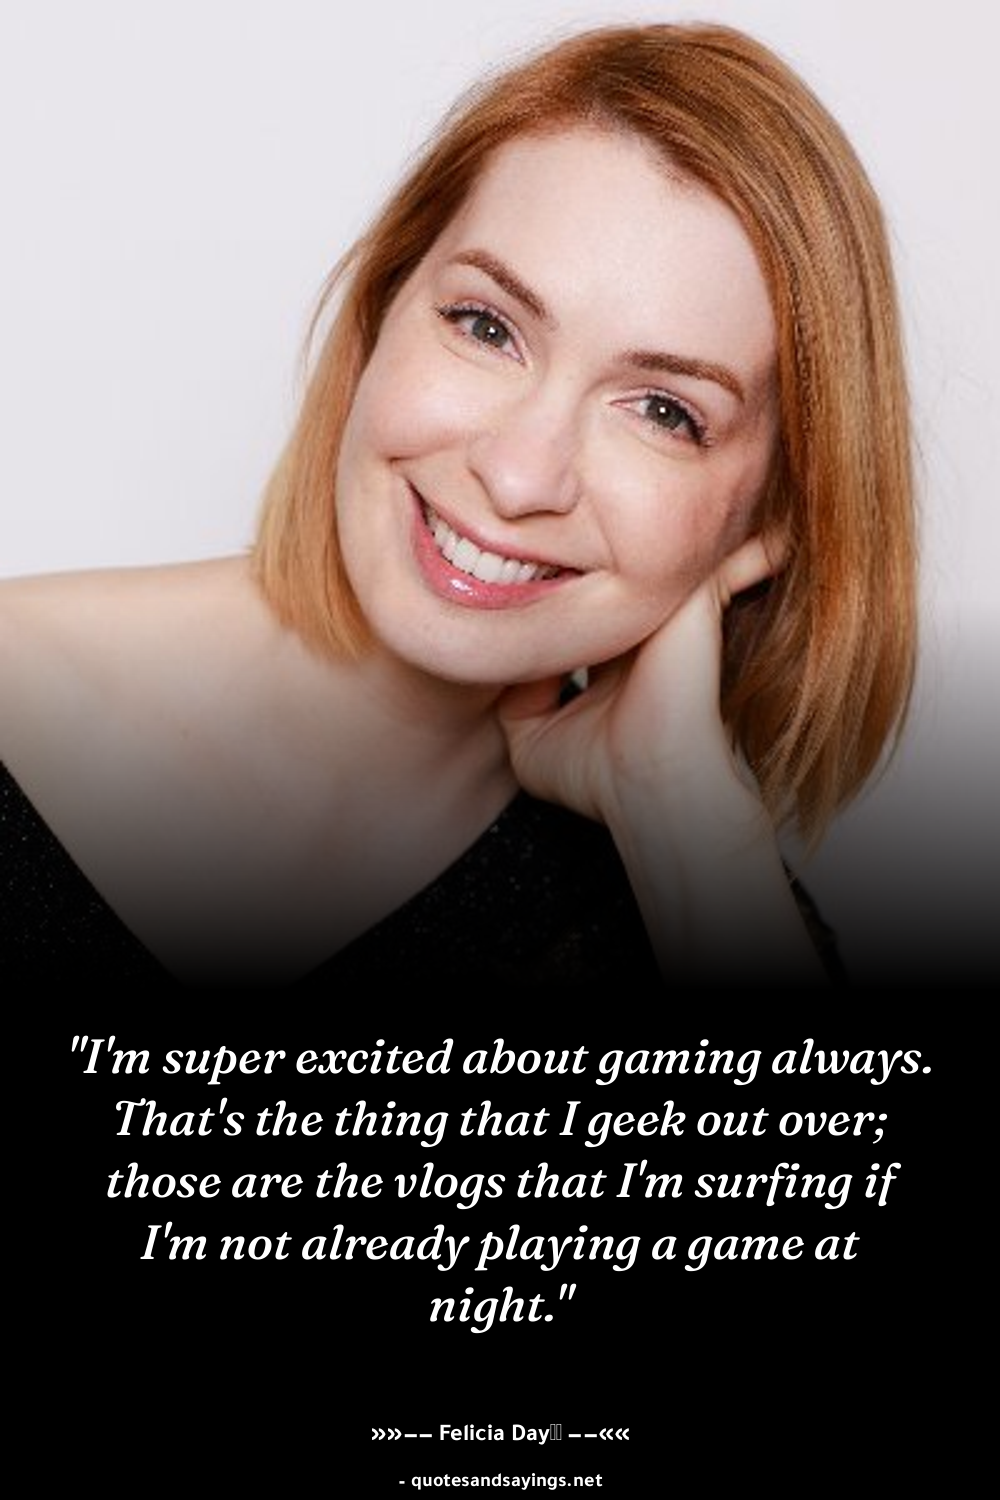 "I'm super excited about gaming always.
That's the thing that I geek out over;
those are the vlogs that I'm surfing if
I'm not already playing a game at
night."
»»—— Felicia Day ——««
- quotesandsayings.net